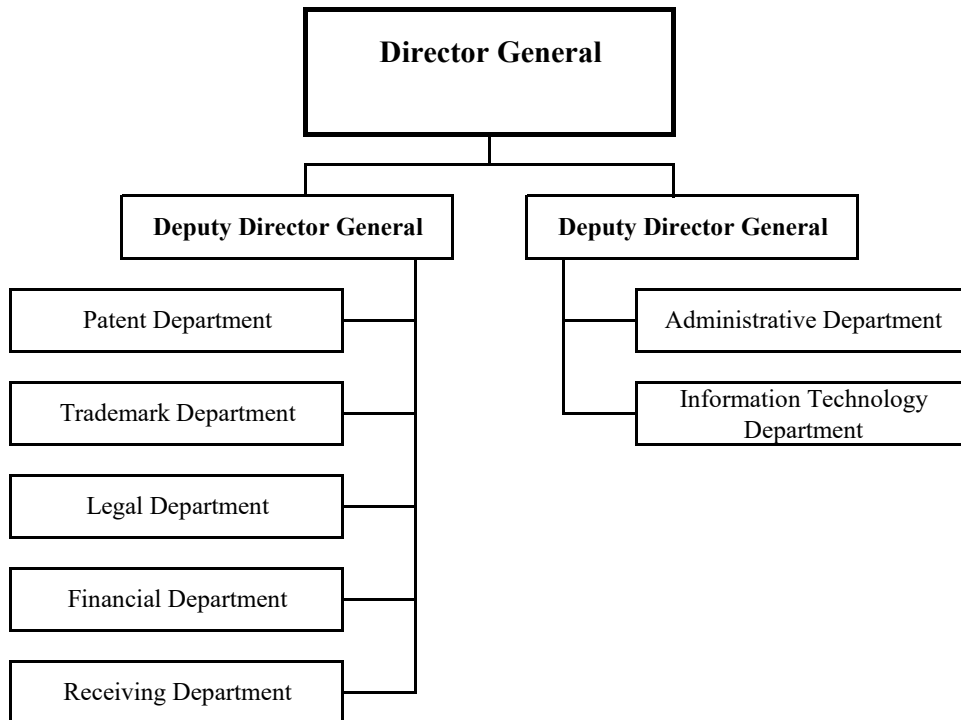 Director General
Deputy Director General
Deputy Director General
Patent Department
Administrative Department
Trademark Department
Information Technology
Department
Legal Department
Financial Department
Receiving Department